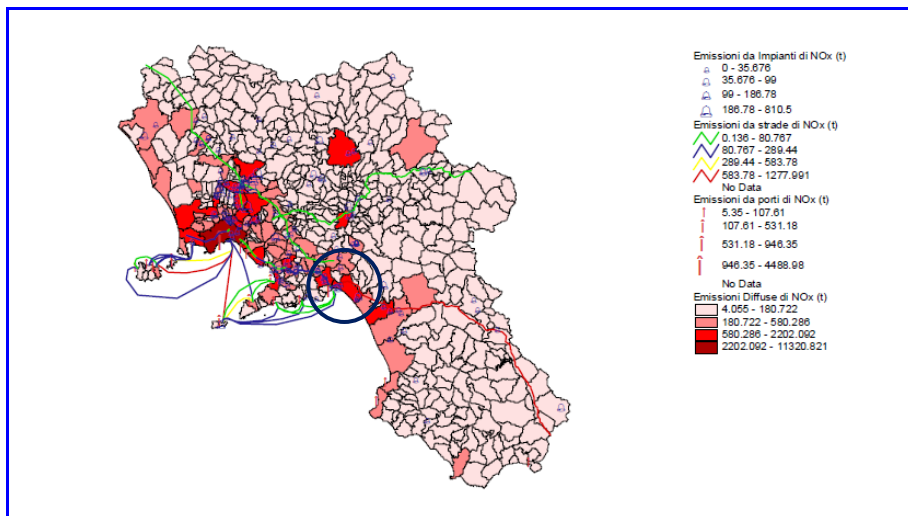 Emissioni da Impianti di NOx (t)
0 - 35.676
35.676 - 99
99 - 186.78
186.78 - 810.5
Emissioni da strade di NOx (t)
0.136 - 80.767
80.767 - 289.44
289.44 - 583.78
583.78 - 1277.991
No Data
Emissioni da porti di NOx (t)
5.35 - 107.61
107.61 - 531.18
531.18 - 946.35
946.35 - 4488.98
No Data
Emissioni Diffuse di NOx (t)
4.055 - 180.722
180.722 - 580.286
580.286 - 2202.092
2202.092 - 11320.821